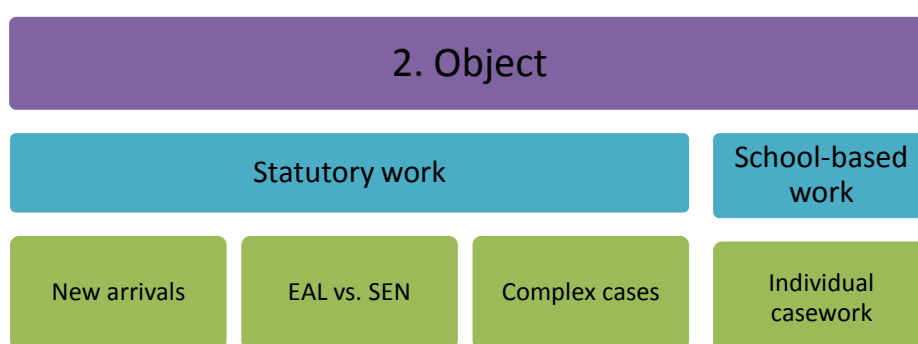 2. Object
Statutory work
School-based
work
New arrivals
EAL vs. SEN
Complex cases
Individual
casework